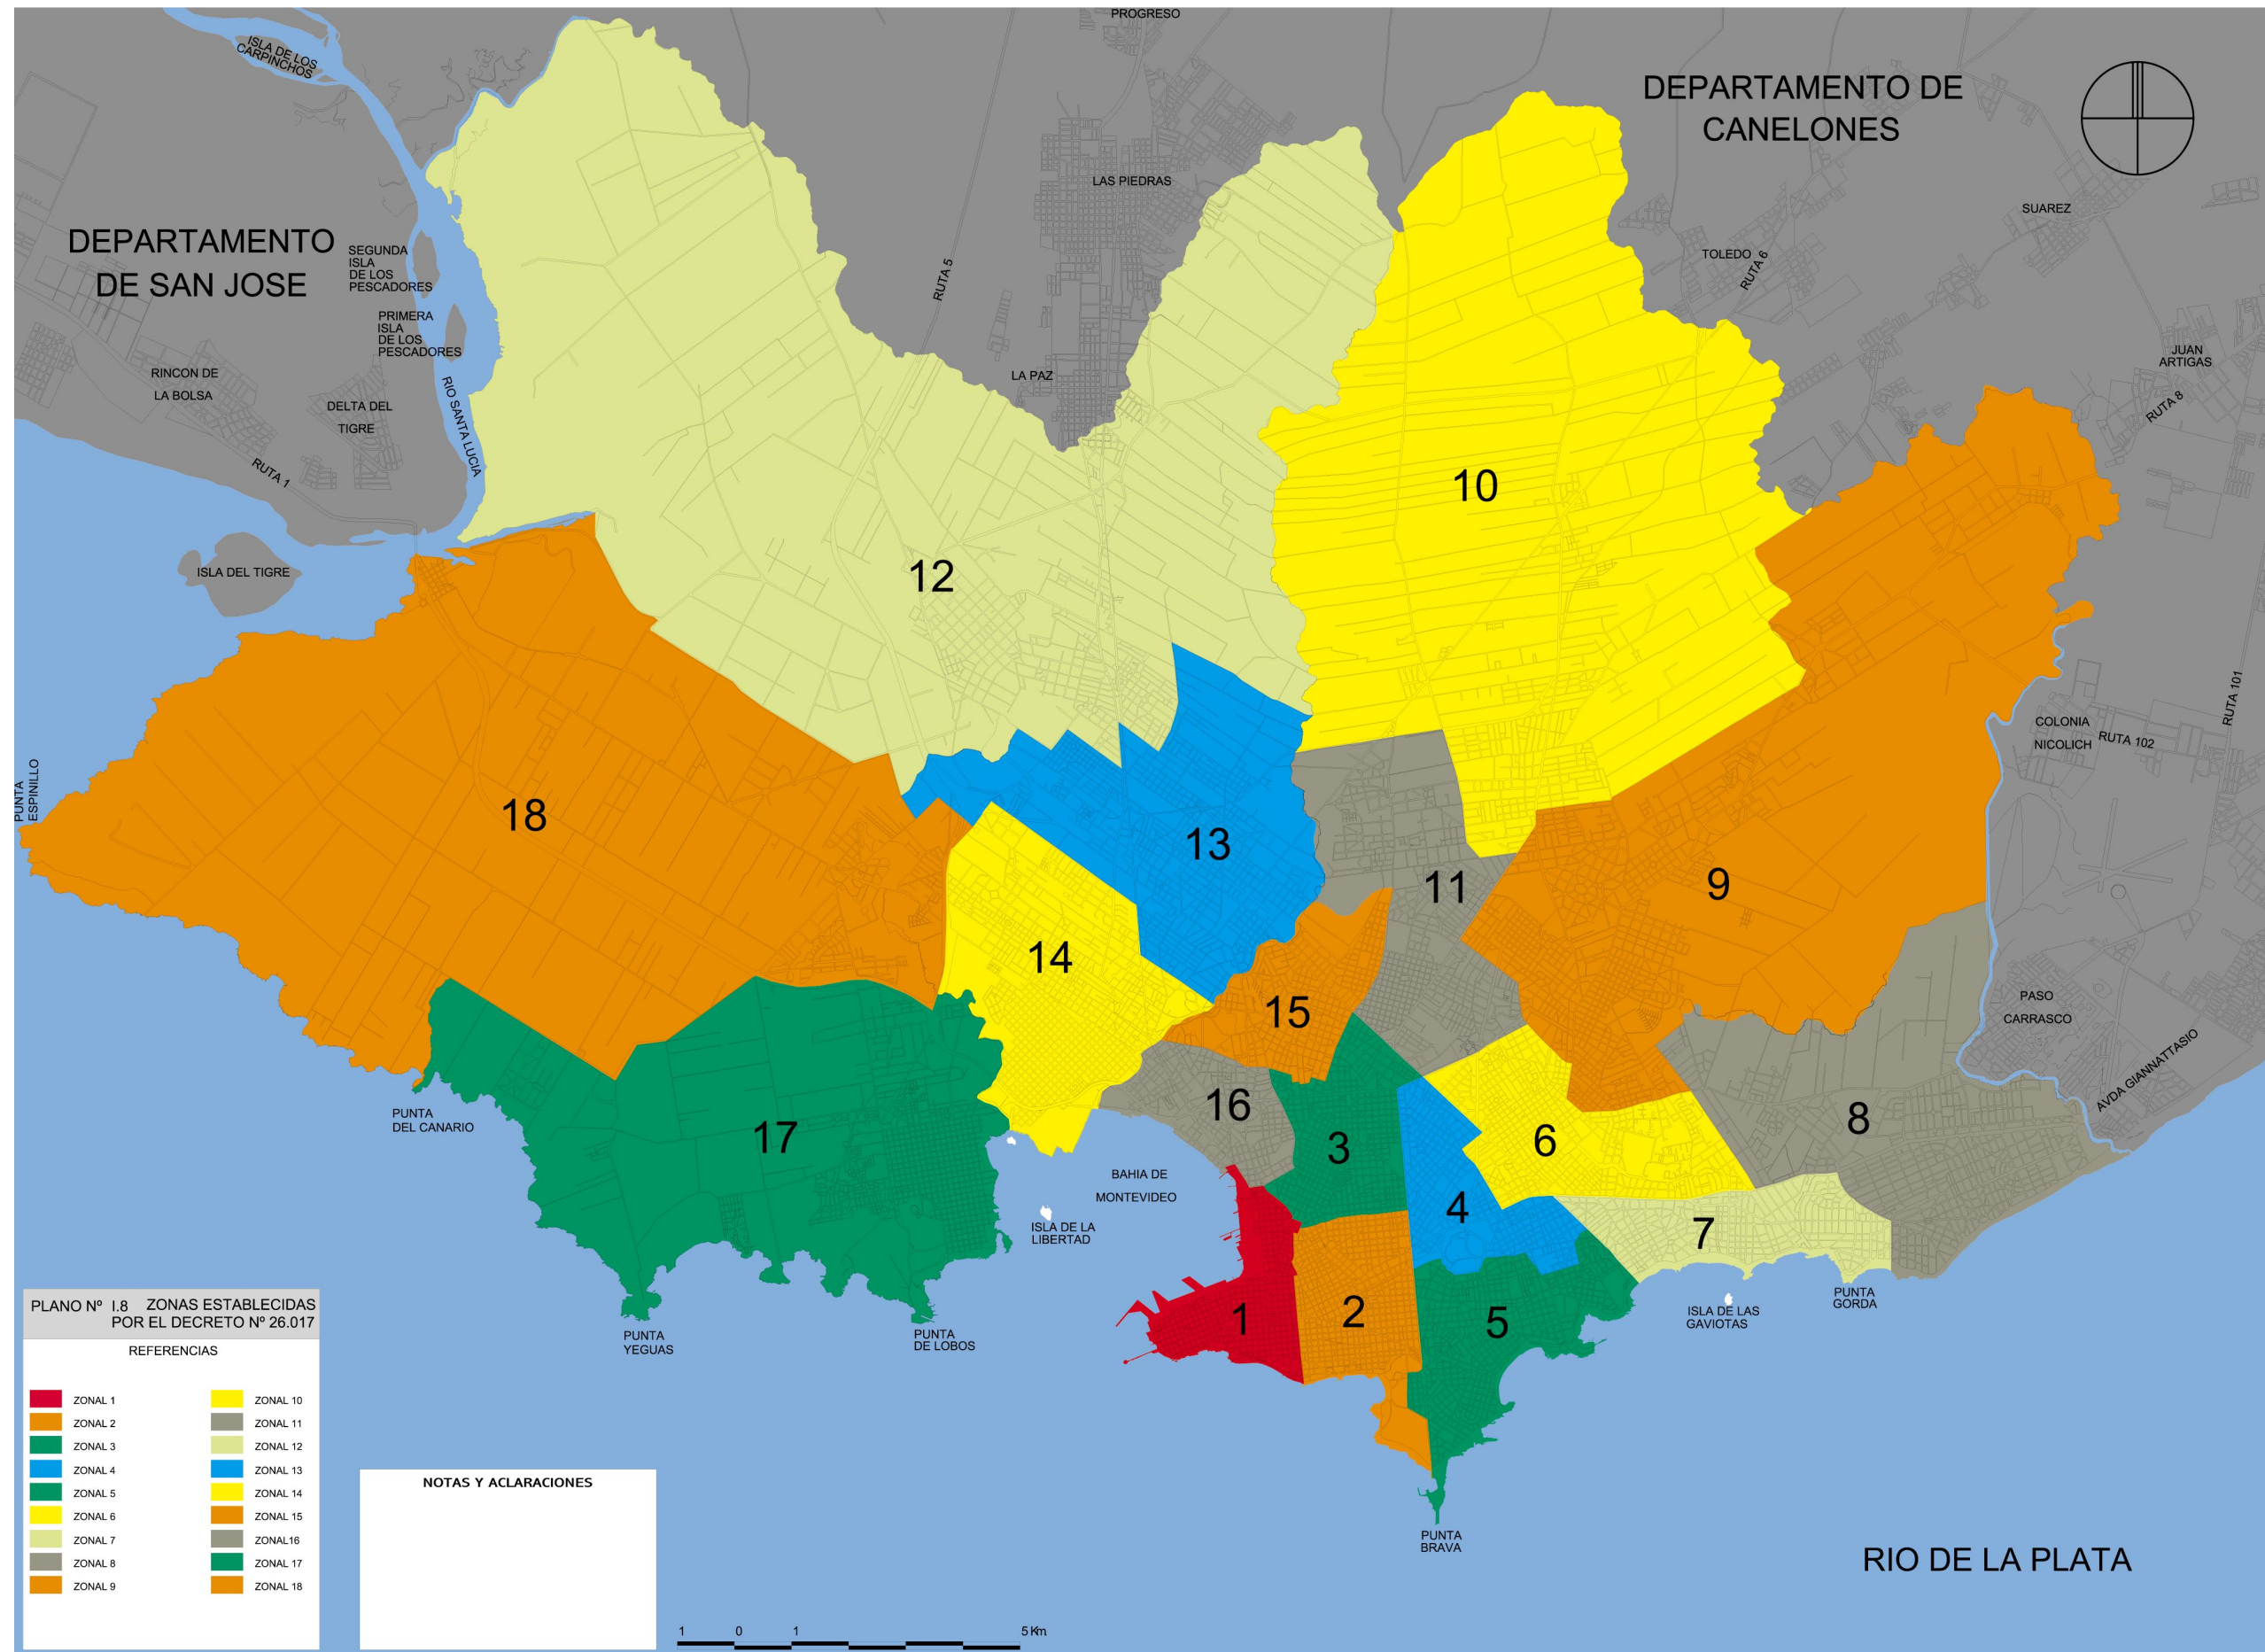 PROGRESO
ISLA DE LOS
CARPINCHOS
DEPARTAMENTO DE
CANELONES
LAS PIEDRAS
SUAREZ
DEPARTAMENTO
DE SAN JOSE
SEGUNDA
ISLA
DE LOS
PESCADORES
TOLEDO
RUTA 6
RUTA 5
PRIMERA
ISLA
DE LOS
PESCADORES
JUAN
ARTIGAS
RUTA 8
RINCON DE
LA BOLSA
LA PAZ
DELTA DEL
TIGRE
RIO SANTA LUCIA
RUTA 1
10
ISLA DEL TIGRE
12
RUTA 101
COLONIA
NICOLICH
RUTA 102
PUNTA
ESPINILLO
18
13
11
9
14
15
PASO
CARRASCO
AVDA GIANNATTASIO
PUNTA
DEL CANARIO
17
16
3
6
8
BAHIA DE
MONTEVIDEO
4
ISLA DE LA
LIBERTAD
7
PUNTA
GORDA
ISLA DE LAS
GAVIOTAS
1
2
5
PUNTA
YEGUAS
PUNTA
DE LOBOS
PUNTA
BRAVA
RIO DE LA PLATA
PLANO Nº I.8 ZONAS ESTABLECIDAS
POR EL DECRETO Nº 26.017
REFERENCIAS
ZONAL 1
ZONAL 2
ZONAL 3
ZONAL 4
ZONAL 5
ZONAL 6
ZONAL 7
ZONAL 8
ZONAL 9
ZONAL 10
ZONAL 11
ZONAL 12
ZONAL 13
ZONAL 14
ZONAL 15
ZONAL16
ZONAL 17
ZONAL 18
NOTAS Y ACLARACIONES
1 0 1 5 Km